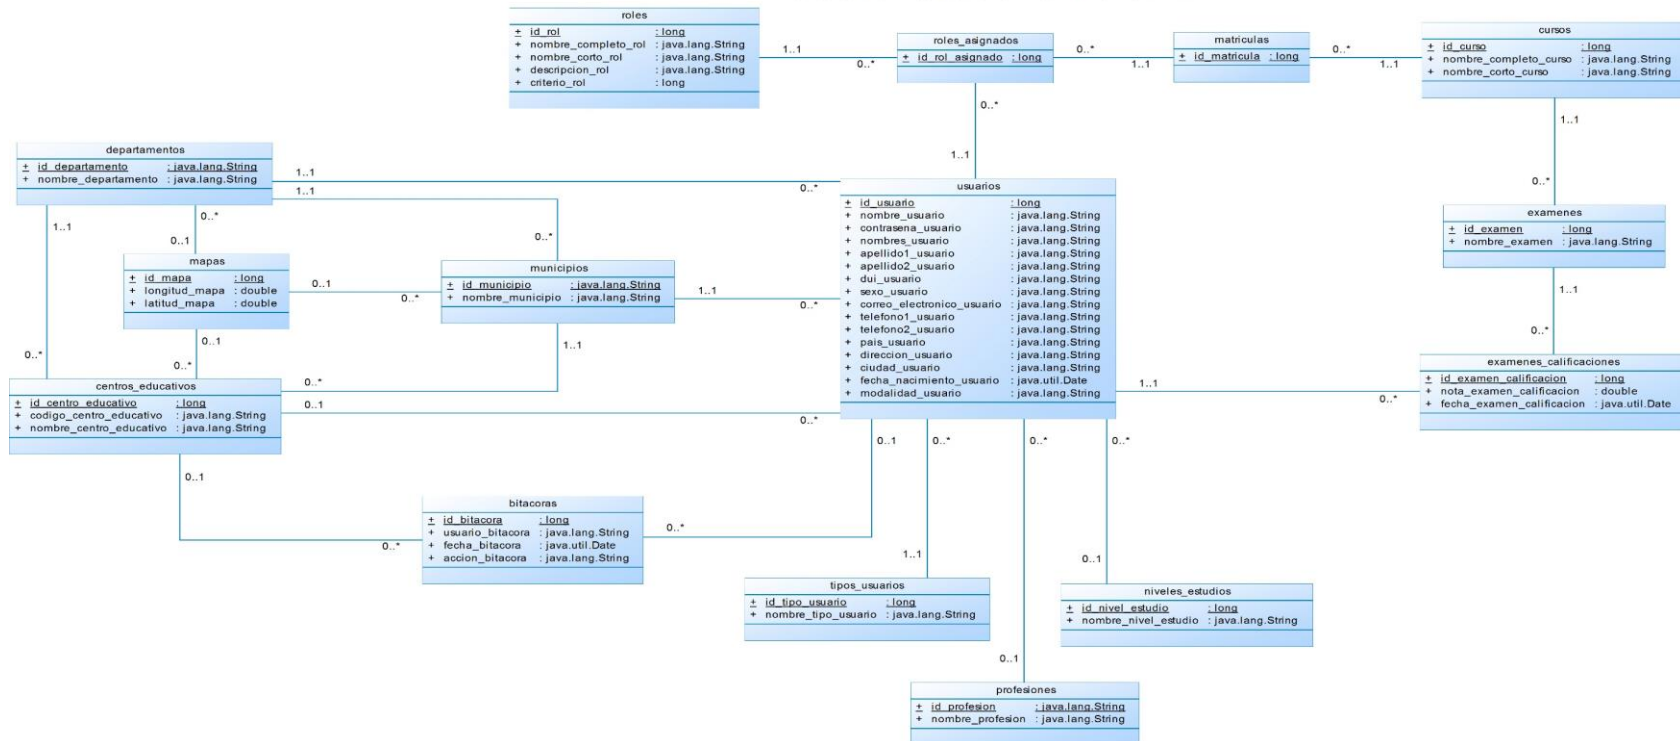 roles
+ id_rol : long
+ nombre_completo_rol : java.lang.String
+ nombre_corto_rol : java.lang.String
+ descripcion_rol : java.lang.String
+ criterio_rol : long
1..1
0..*
roles_asignados
+ id_rol_asignado : long
0..*
1..1
matriculas
+ id_matricula : long
0..*
1..1
cursos
+ id_curso : long
+ nombre_completo_curso : java.lang.String
+ nombre_corto_curso : java.lang.String
0..*
1..1
1..1
0..*
departamentos
+ id_departamento : java.lang.String
+ nombre_departamento : java.lang.String
1..1
0..*
1..1
0..*
1..1
0..*
0..*
0..1
mapas
+ id_mapa : long
+ longitud_mapa : double
+ latitud_mapa : double
0..1
0..*
0..1
0..*
municipios
+ id_municipio : java.lang.String
+ nombre_municipio : java.lang.String
1..1
0..*
1..1
0..*
usuarios
+ id_usuario : long
+ nombre_usuario : java.lang.String
+ contrasena_usuario : java.lang.String
+ nombres_usuario : java.lang.String
+ apellido1_usuario : java.lang.String
+ apellido2_usuario : java.lang.String
+ dui_usuario : java.lang.String
+ sexo_usuario : java.lang.String
+ correo_electronico_usuario : java.lang.String
+ telefono1_usuario : java.lang.String
+ telefono2_usuario : java.lang.String
+ pais_usuario : java.lang.String
+ direccion_usuario : java.lang.String
+ ciudad_usuario : java.lang.String
+ fecha_nacimiento_usuario : java.util.Date
+ modalidad_usuario : java.lang.String
examenes
+ id_examen : long
+ nombre_examen : java.lang.String
1..1
0..*
examenes_calificaciones
+ id_examen_calificacion : long
+ nota_examen_calificacion : double
+ fecha_examen_calificacion : java.util.Date
1..1
0..*
centros_educativos
+ id_centro_educativo : long
+ codigo_centro_educativo : java.lang.String
+ nombre_centro_educativo : java.lang.String
0..1
0..*
0..1
0..*
bitacoras
+ id_bitacora : long
+ usuario_bitacora : java.lang.String
+ fecha_bitacora : java.util.Date
+ accion_bitacora : java.lang.String
0..1
0..*
0..*
1..1
0..*
0..1
0..*
0..1
tipos_usuarios
+ id_tipo_usuario : long
+ nombre_tipo_usuario : java.lang.String
niveles_estudios
+ id_nivel_estudio : long
+ nombre_nivel_estudio : java.lang.String
profesiones
+ id_profesion : java.lang.String
+ nombre_profesion : java.lang.String